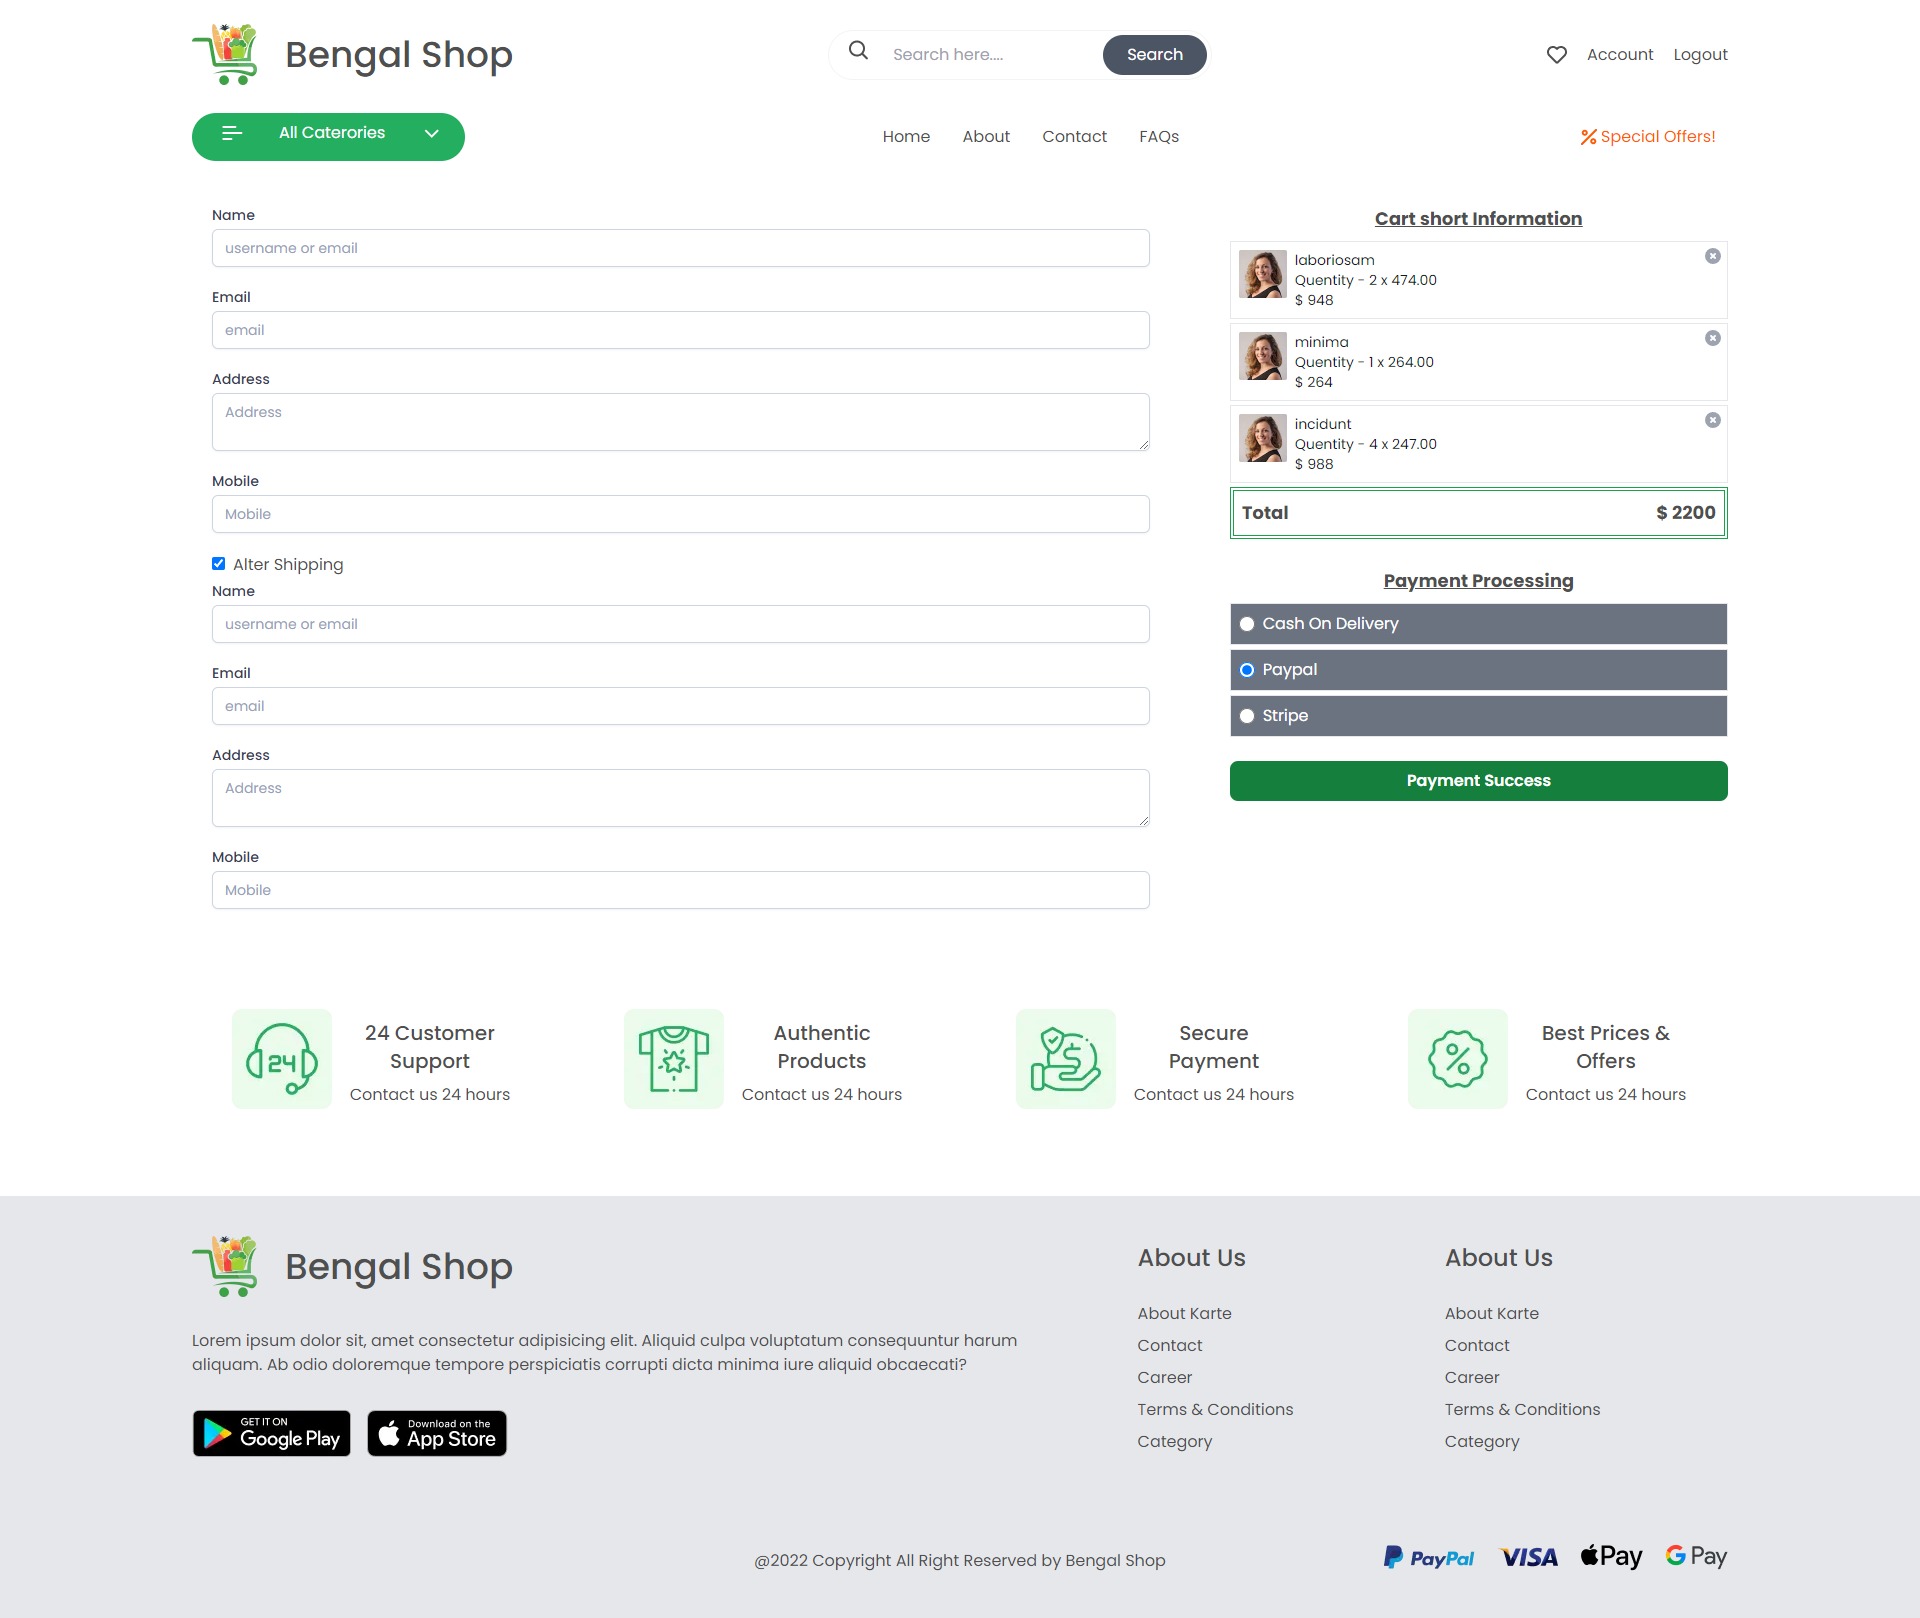 Bengal Shop
Search here....
Search
Account
Logout
All Caterories
Home
About
Contact
FAQs
Special Offers!
Name
username or email
Email
email
Address
Address
Mobile
Mobile
Alter Shipping
Name
username or email
Email
email
Address
Address
Mobile
Mobile
Cart short Information
laboriosam
Quentity - 2 x 474.00
$ 948
minima
Quentity - 1 x 264.00
$ 264
incidunt
Quentity - 4 x 247.00
$ 988
Total $ 2200
Payment Processing
Cash On Delivery
Paypal
Stripe
Payment Success
24
24 Customer
Support
Contact us 24 hours
Authentic
Products
Contact us 24 hours
Secure
Payment
Contact us 24 hours
Best Prices &
Offers
Contact us 24 hours
Bengal Shop
Lorem ipsum dolor sit, amet consectetur adipisicing elit. Aliquid culpa voluptatum consequuntur harum
aliquam. Ab odio doloremque tempore perspiciatis corrupti dicta minima iure aliquid obcaecati?
GET IT ON
Google Play
Download on the
App Store
About Us
About Karte
Contact
Career
Terms & Conditions
Category
About Us
About Karte
Contact
Career
Terms & Conditions
Category
@2022 Copyright All Right Reserved by Bengal Shop
PayPal
VISA
Pay
G Pay